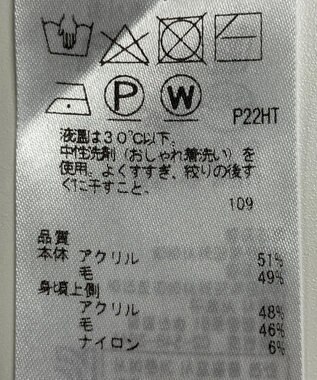 P W
P22HT
液温は30℃以下、
中性洗剤(おしゃれ着洗い)を
使用、よくすすぎ、絞りの後す
ぐに干すこと、
109
品質
本体 アクリル 51%
毛 49%
身頃上側
アクリル 48%
毛 46%
ナイロン 6%